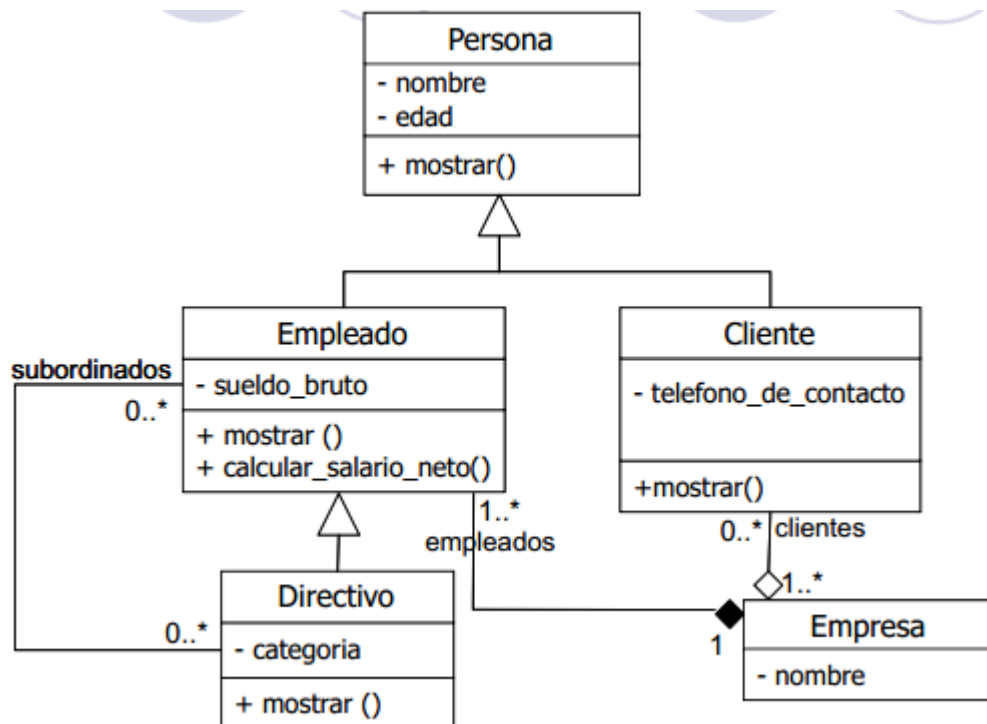 Persona
- nombre
- edad
+ mostrar()
Empleado
- sueldo_bruto
+ mostrar ()
+ calcular_salario_neto()
Cliente
- telefono_de_contacto
+mostrar()
subordinados
0..*
1..*
empleados
0..* clientes
1..*
Directivo
- categoria
+ mostrar ()
0..*
1
Empresa
- nombre